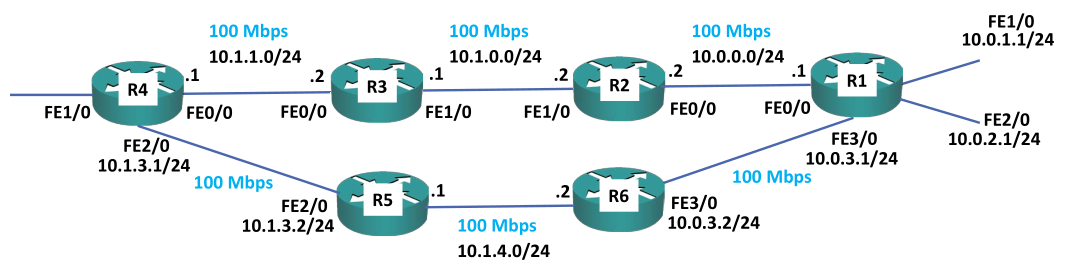 100 Mbps
10.1.1.0/24
100 Mbps
10.1.0.0/24
100 Mbps
10.0.0.0/24
FE1/0
10.0.1.1/24
R4
.1
.2
R3
.1
.2
R2
.2
.1
R1
FE1/0
FE0/0
FE0/0
FE1/0
FE1/0
FE0/0
FE0/0
FE2/0
10.0.2.1/24
FE2/0
10.1.3.1/24
FE3/0
10.0.3.1/24
100 Mbps
100 Mbps
R5
.1
.2
R6
FE2/0
10.1.3.2/24
FE3/0
10.0.3.2/24
100 Mbps
10.1.4.0/24